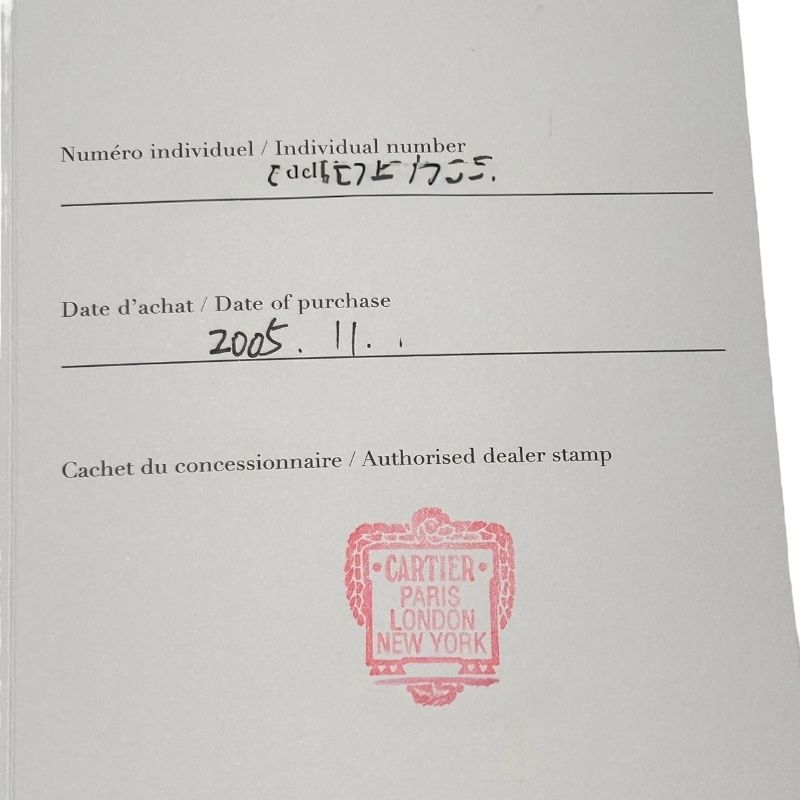 Numéro individuel / Individual number
Date d'achat / Date of purchase
2005. 11. .
Cachet du concessionnaire / Authorised dealer stamp
CARTIER
PARIS
LONDON
NEW YORK